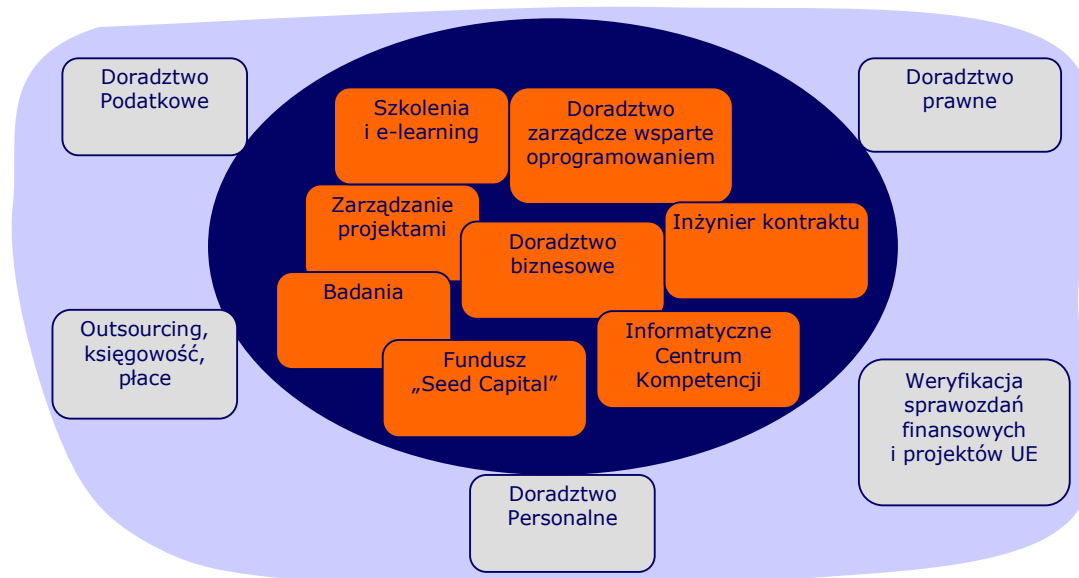 Doradztwo
Podatkowe
Doradztwo
prawne
Szkolenia
i e-learning
Doradztwo
zarządcze wsparte
oprogramowaniem
Zarządzanie
projektami
Doradztwo
biznesowe
Inżynier kontraktu
Badania
Outsourcing,
księgowość,
płace
Fundusz
„Seed Capital”
Informatyczne
Centrum
Kompetencji
Weryfikacja
sprawozdań
finansowych
i projektów UE
Doradztwo
Personalne